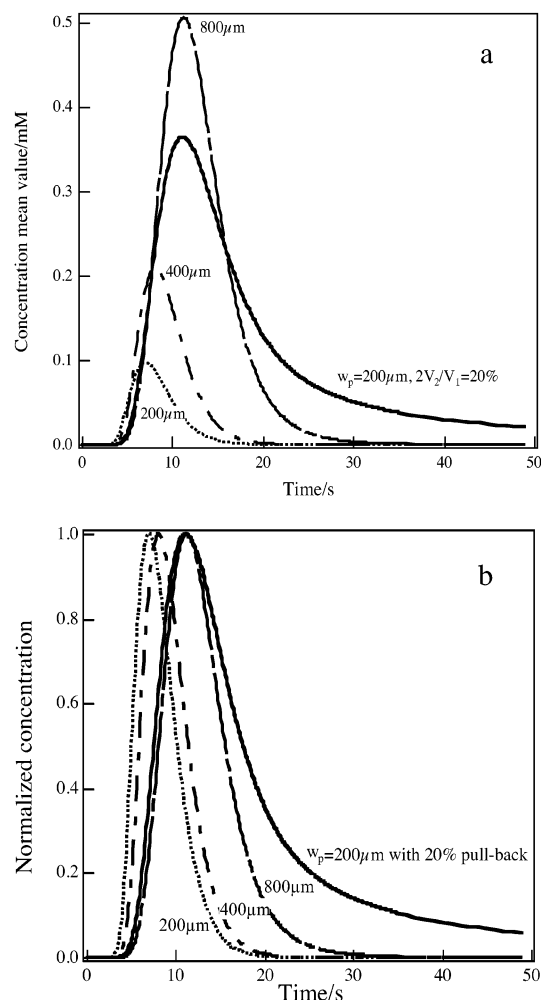 0.5
800µm
a
0.4
Concentration mean value/mM
0.3
0.2
400µm
0.1
wp=200µm, 2V2/V1=20%
200µm
0.0
0 10 20 30 40 50
Time/s
1.0
b
0.8
Normalized concentration
0.6
0.4
wp=200µm with 20% pull-back
0.2
800µm
400µm
200µm
0.0
0 10 20 30 40 50
Time/s